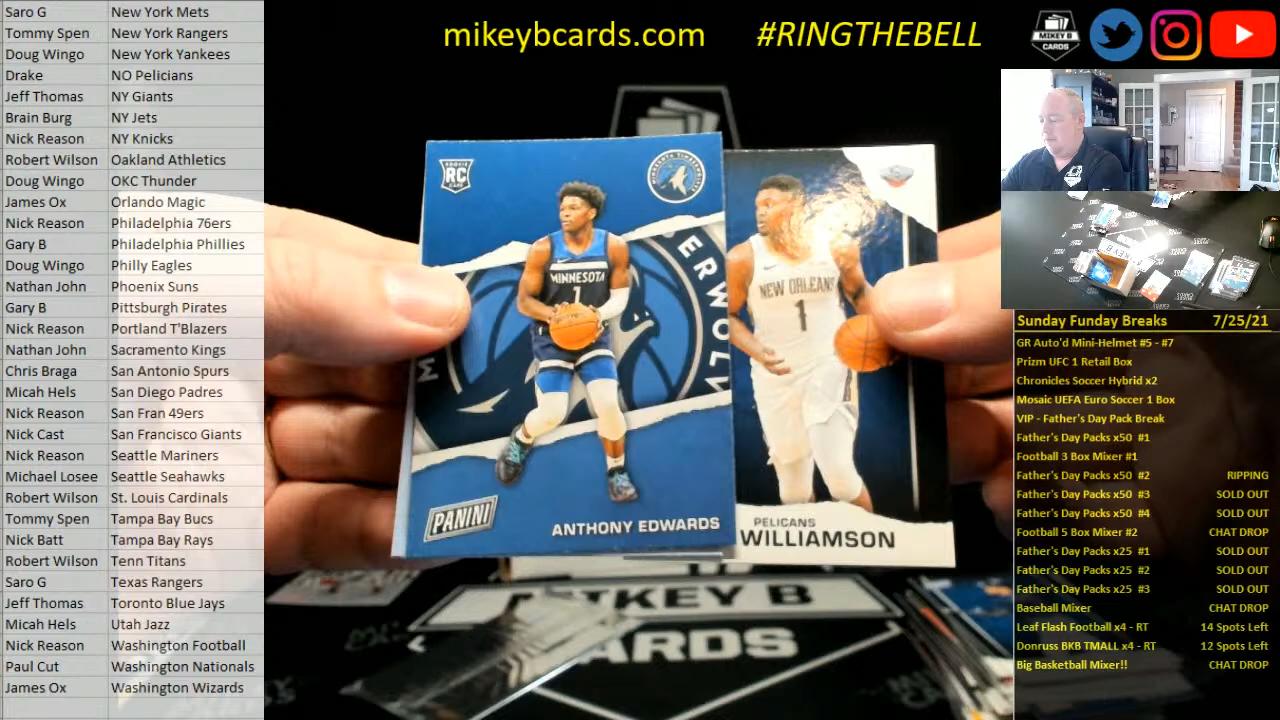 Saro G New York Mets
Tommy Spen New York Rangers
Doug Wingo New York Yankees
Drake NO Pelicians
Jeff Thomas NY Giants
Brain Burg NY Jets
Nick Reason NY Knicks
Robert Wilson Oakland Athletics
Doug Wingo OKC Thunder
James Ox Orlando Magic
Nick Reason Philadelphia 76ers
Gary B Philadelphia Phillies
Doug Wingo Philly Eagles
Nathan John Phoenix Suns
Gary B Pittsburgh Pirates
Nick Reason Portland T'Blazers
Nathan John Sacramento Kings
Chris Braga San Antonio Spurs
Micah Hels San Diego Padres
Nick Reason San Fran 49ers
Nick Cast San Francisco Giants
Nick Reason Seattle Mariners
Michael Losee Seattle Seahawks
Robert Wilson St. Louis Cardinals
Tommy Spen Tampa Bay Bucs
Nick Batt Tampa Bay Rays
Robert Wilson Tenn Titans
Saro G Texas Rangers
Jeff Thomas Toronto Blue Jays
Micah Hels Utah Jazz
Nick Reason Washington Football
Paul Cut Washington Nationals
James Ox Washington Wizards
mikeybcards.com #RINGTHEBELL
MIKEY B
CARDS
ROOKIE
RC
CARD
MINNESOTA
1
ERWOLV
PANINI
ANTHONY EDWARDS
NEW ORLEANS
1
PELICANS
WILLIAMSON
MIKEY B
CARDS
Sunday Funday Breaks 7/25/21
GR Auto'd Mini-Helmet #5 - #7
Prizm UFC 1 Retail Box
Chronicles Soccer Hybrid x2
Mosaic UEFA Euro Soccer 1 Box
VIP - Father's Day Pack Break
Father's Day Packs x50 #1
Football 3 Box Mixer #1
Father's Day Packs x50 #2 RIPPING
Father's Day Packs x50 #3 SOLD OUT
Father's Day Packs x50 #4 SOLD OUT
Football 5 Box Mixer #2 CHAT DROP
Father's Day Packs x25 #1 SOLD OUT
Father's Day Packs x25 #2 SOLD OUT
Father's Day Packs x25 #3 SOLD OUT
Baseball Mixer CHAT DROP
Leaf Flash Football x4 - RT 14 Spots Left
Donruss BKB TMALL x4 - RT 12 Spots Left
Big Basketball Mixer!! CHAT DROP